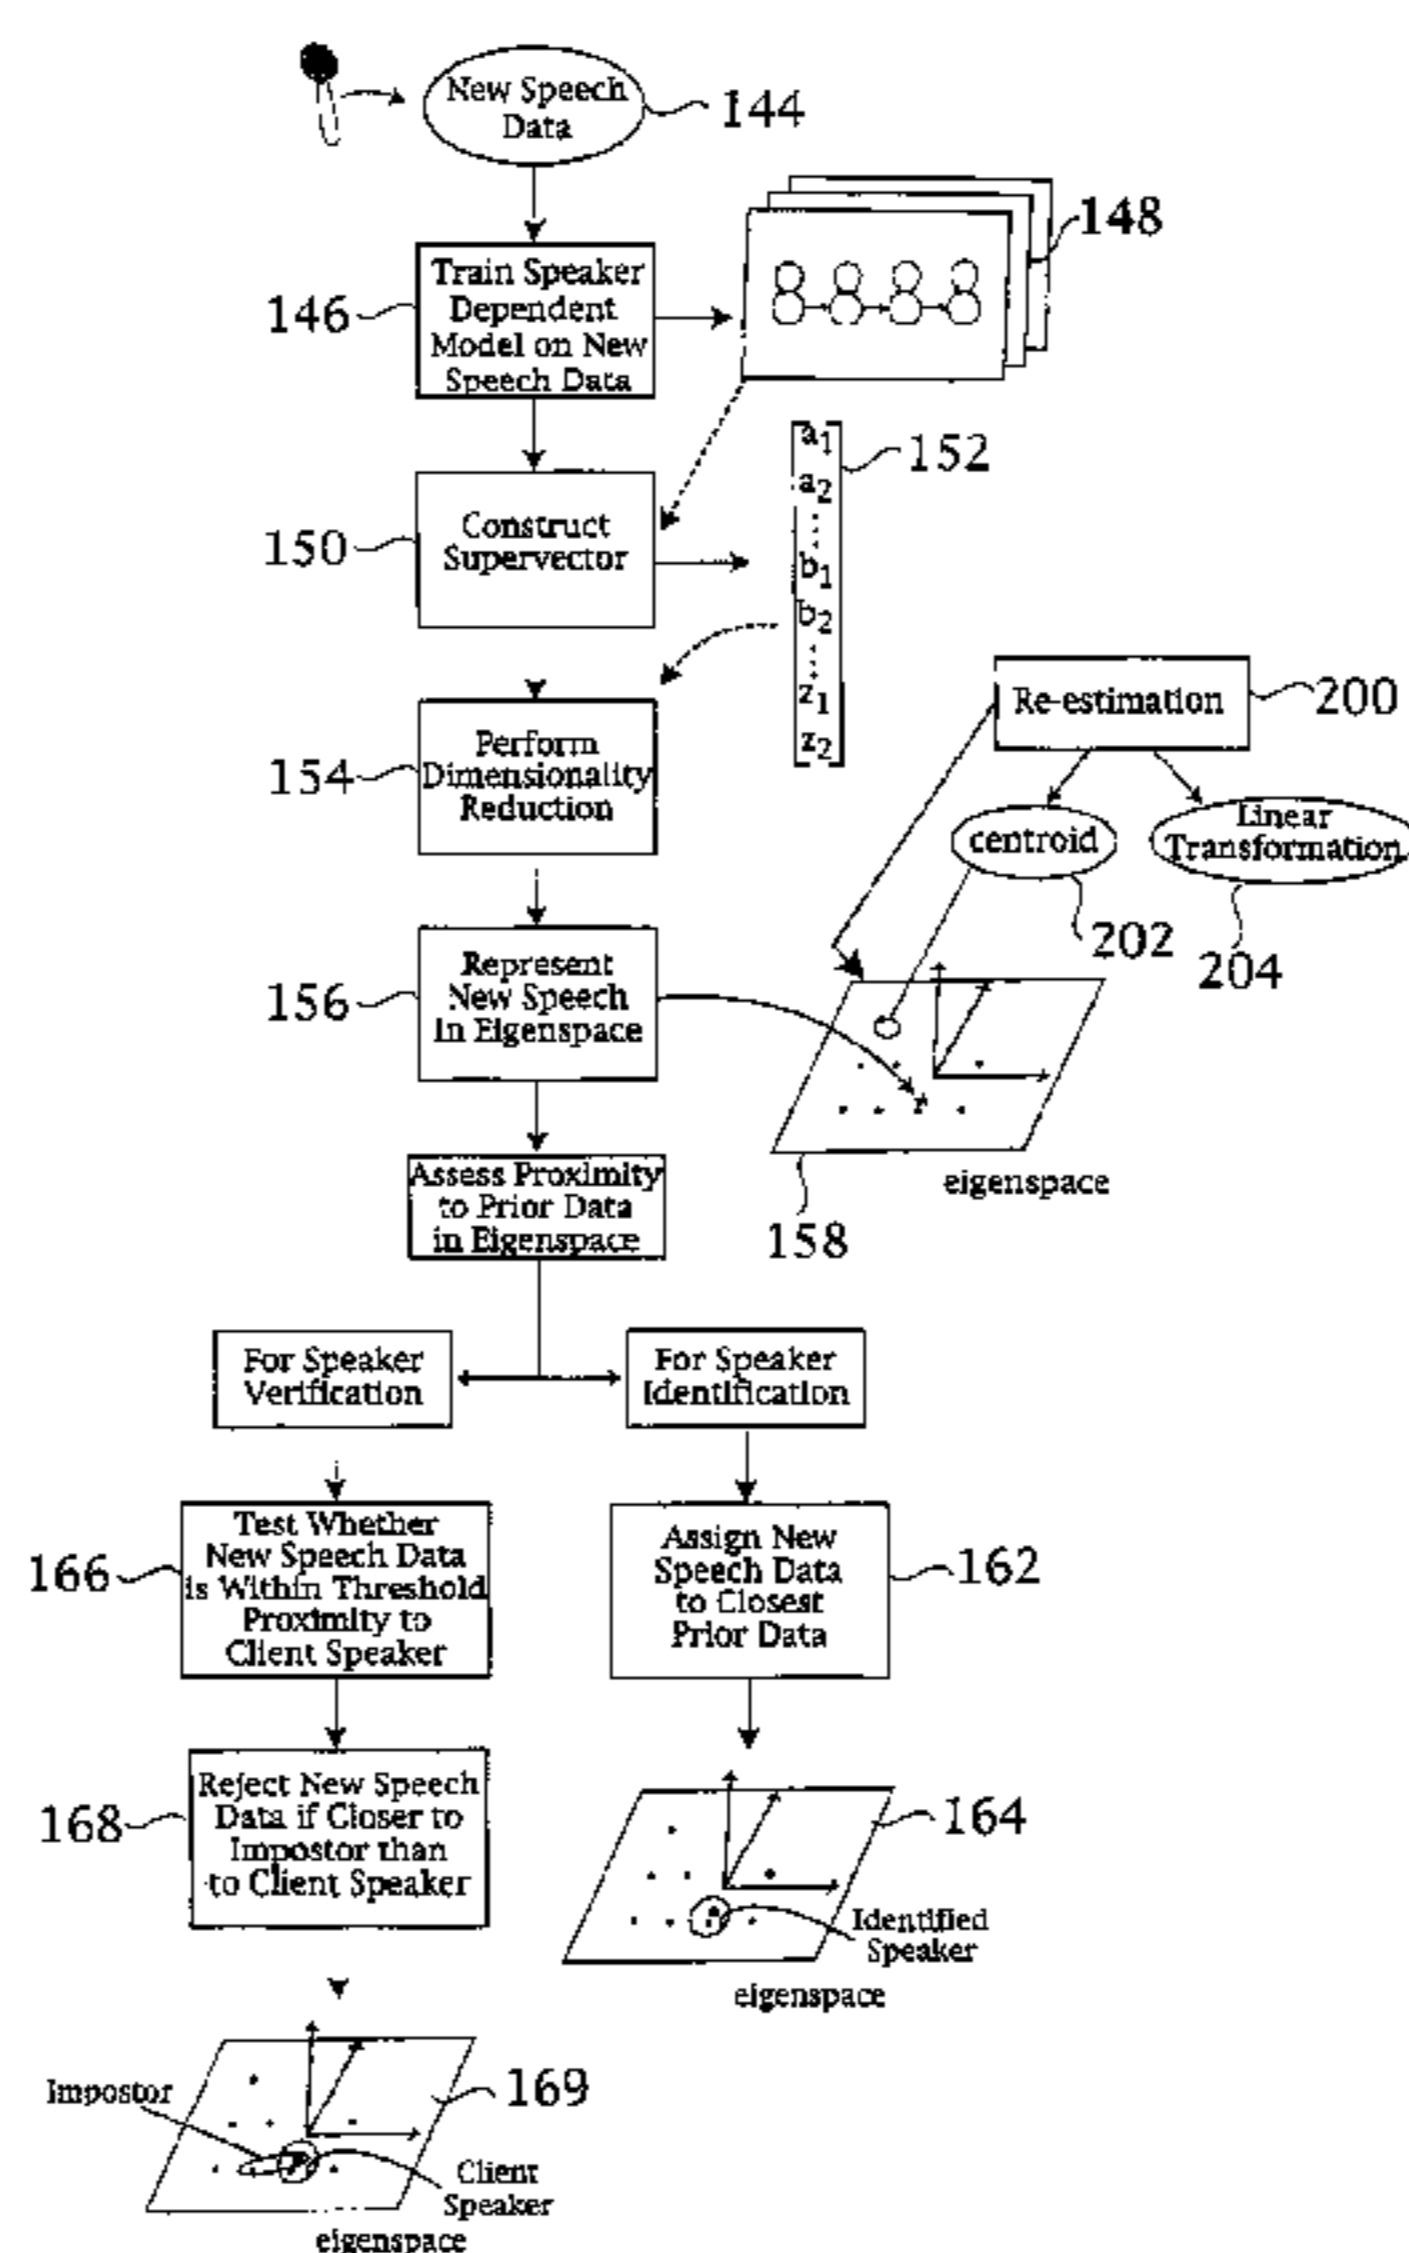 New Speech
Data
144
148
Train Speaker
Dependent
Model on New
Speech Data
146
a1
a2
b1
b2
z1
z2
152
Construct
Supervector
150
Re-estimation
200
Perform
Dimensionality
Reduction
154
centroid
Linear
Transformation
202
204
Represent
New Speech
in Eigenspace
156
eigenspace
158
Assess Proximity
to Prior Data
in Eigenspace
For Speaker
Verification
For Speaker
Identification
Test Whether
New Speech Data
is Within Threshold
Proximity to
Client Speaker
166
Assign New
Speech Data
to Closest
Prior Data
162
Reject New Speech
Data if Closer to
Impostor than
to Client Speaker
168
164
Identified
Speaker
eigenspace
Impostor
169
Client
Speaker
eigenspace